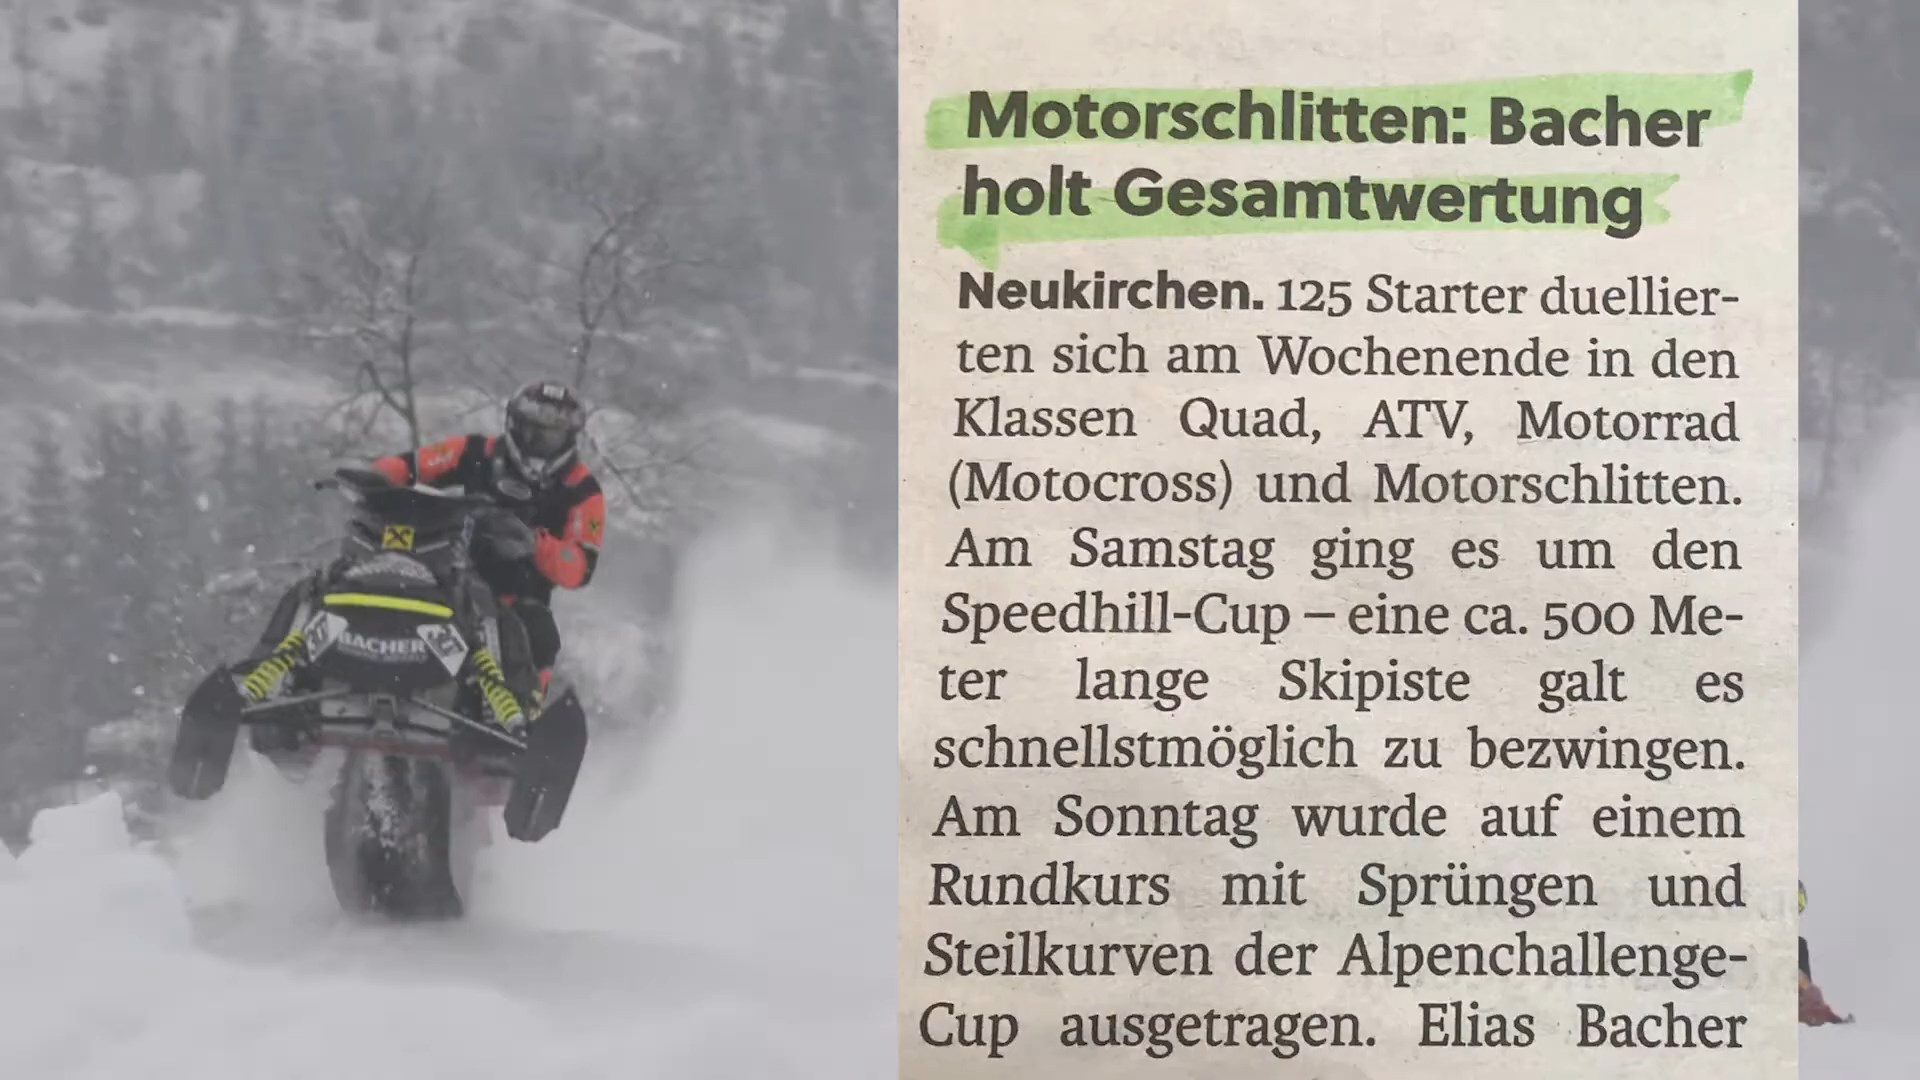 BACHER
Motorschlitten: Bacher
holt Gesamtwertung
Neukirchen. 125 Starter duellier-
ten sich am Wochenende in den
Klassen Quad, ATV, Motorrad
(Motocross) und Motorschlitten.
Am Samstag ging es um den
Speedhill-Cup – eine ca. 500 Me-
ter lange Skipiste galt es
schnellstmöglich zu bezwingen.
Am Sonntag wurde auf einem
Rundkurs mit Sprüngen und
Steilkurven der Alpenchallenge-
Cup ausgetragen. Elias Bacher